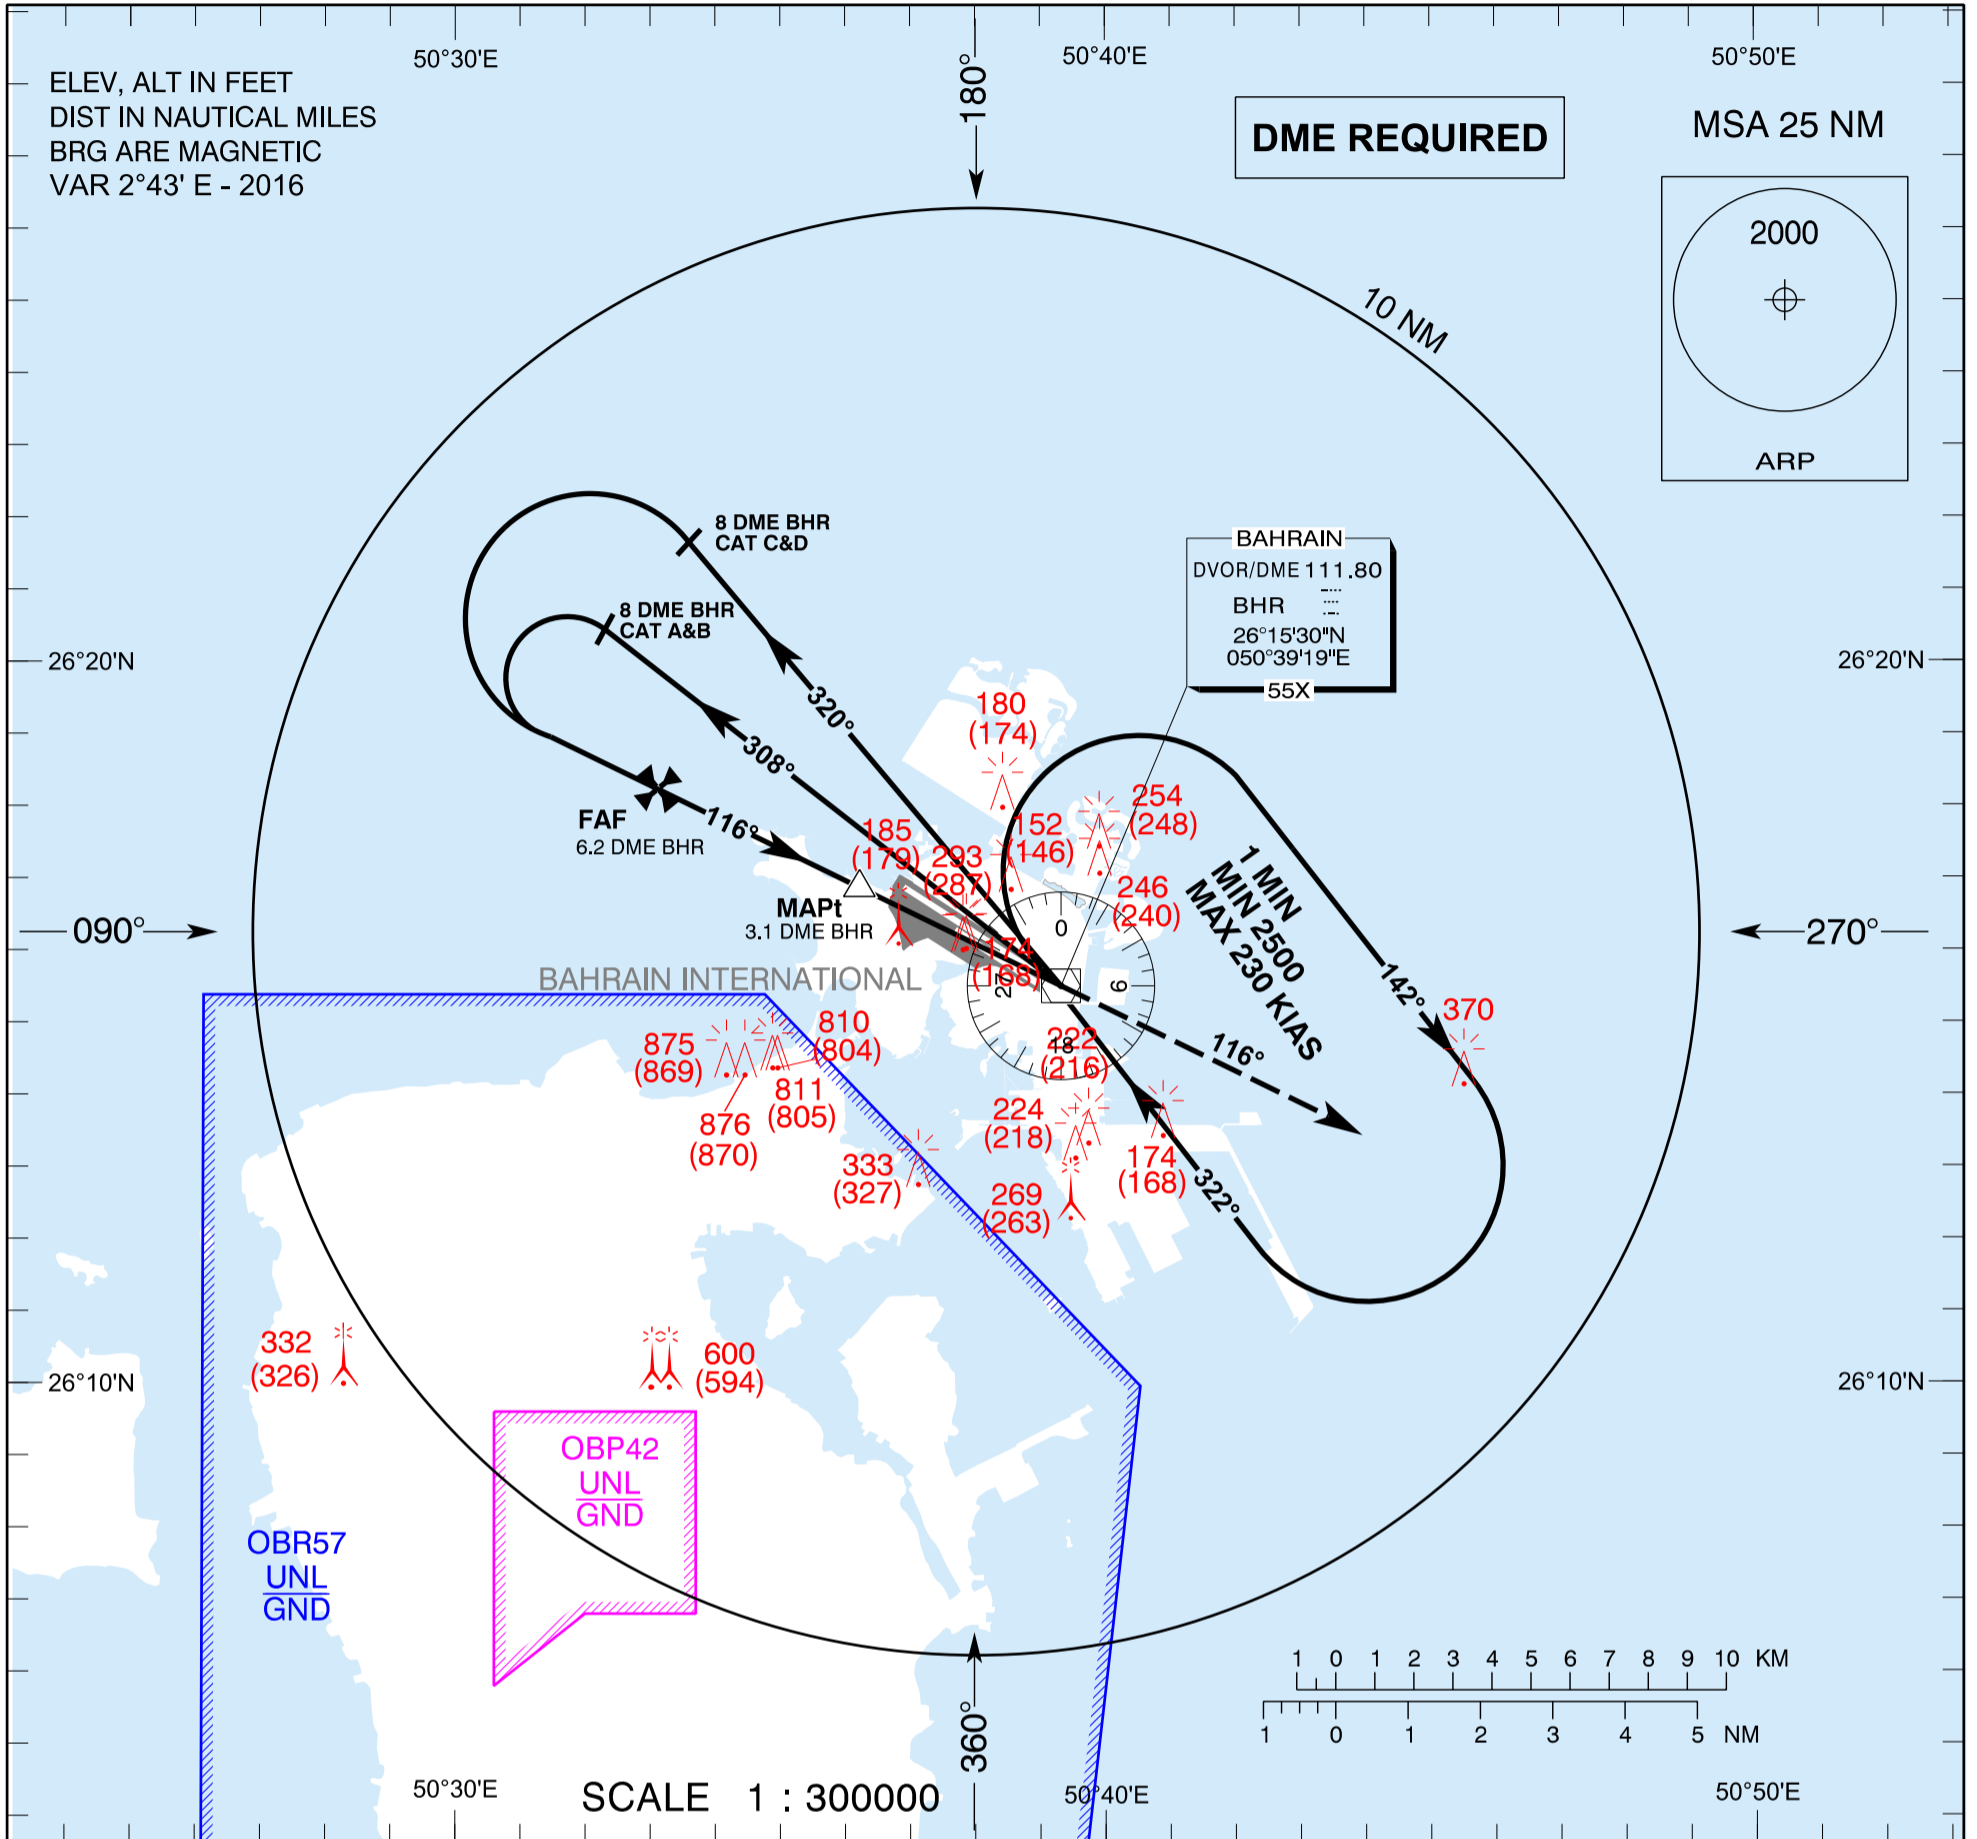 50°30'E
180°
50°40'E
50°50'E
ELEV, ALT IN FEET
DIST IN NAUTICAL MILES
BRG ARE MAGNETIC
VAR 2°43' E - 2016
DME REQUIRED
MSA 25 NM
2000
ARP
10 NM
8 DME BHR
CAT C&D
8 DME BHR
CAT A&B
BAHRAIN
DVOR/DME 111.80
BHR
26°15'30"N
050°39'19"E
55X
26°20'N
26°20'N
320°
308°
116°
180
(174)
254
(248)
152
(146)
185
(179)
293
(287)
246
(240)
174
(168)
FAF
6.2 DME BHR
MAPt
3.1 DME BHR
1 MIN
MIN 2500
MAX 230 KIAS
142°
370
090°
270°
BAHRAIN INTERNATIONAL
0
9
18
27
116°
322°
222
(216)
810
(804)
875
(869)
811
(805)
876
(870)
224
(218)
174
(168)
333
(327)
269
(263)
332
(326)
600
(594)
26°10'N
26°10'N
OBP42
UNL
GND
OBR57
UNL
GND
1 0 1 2 3 4 5 6 7 8 9 10 KM
1 0 1 2 3 4 5 NM
360°
50°30'E
SCALE 1 : 300000
50°40'E
50°50'E